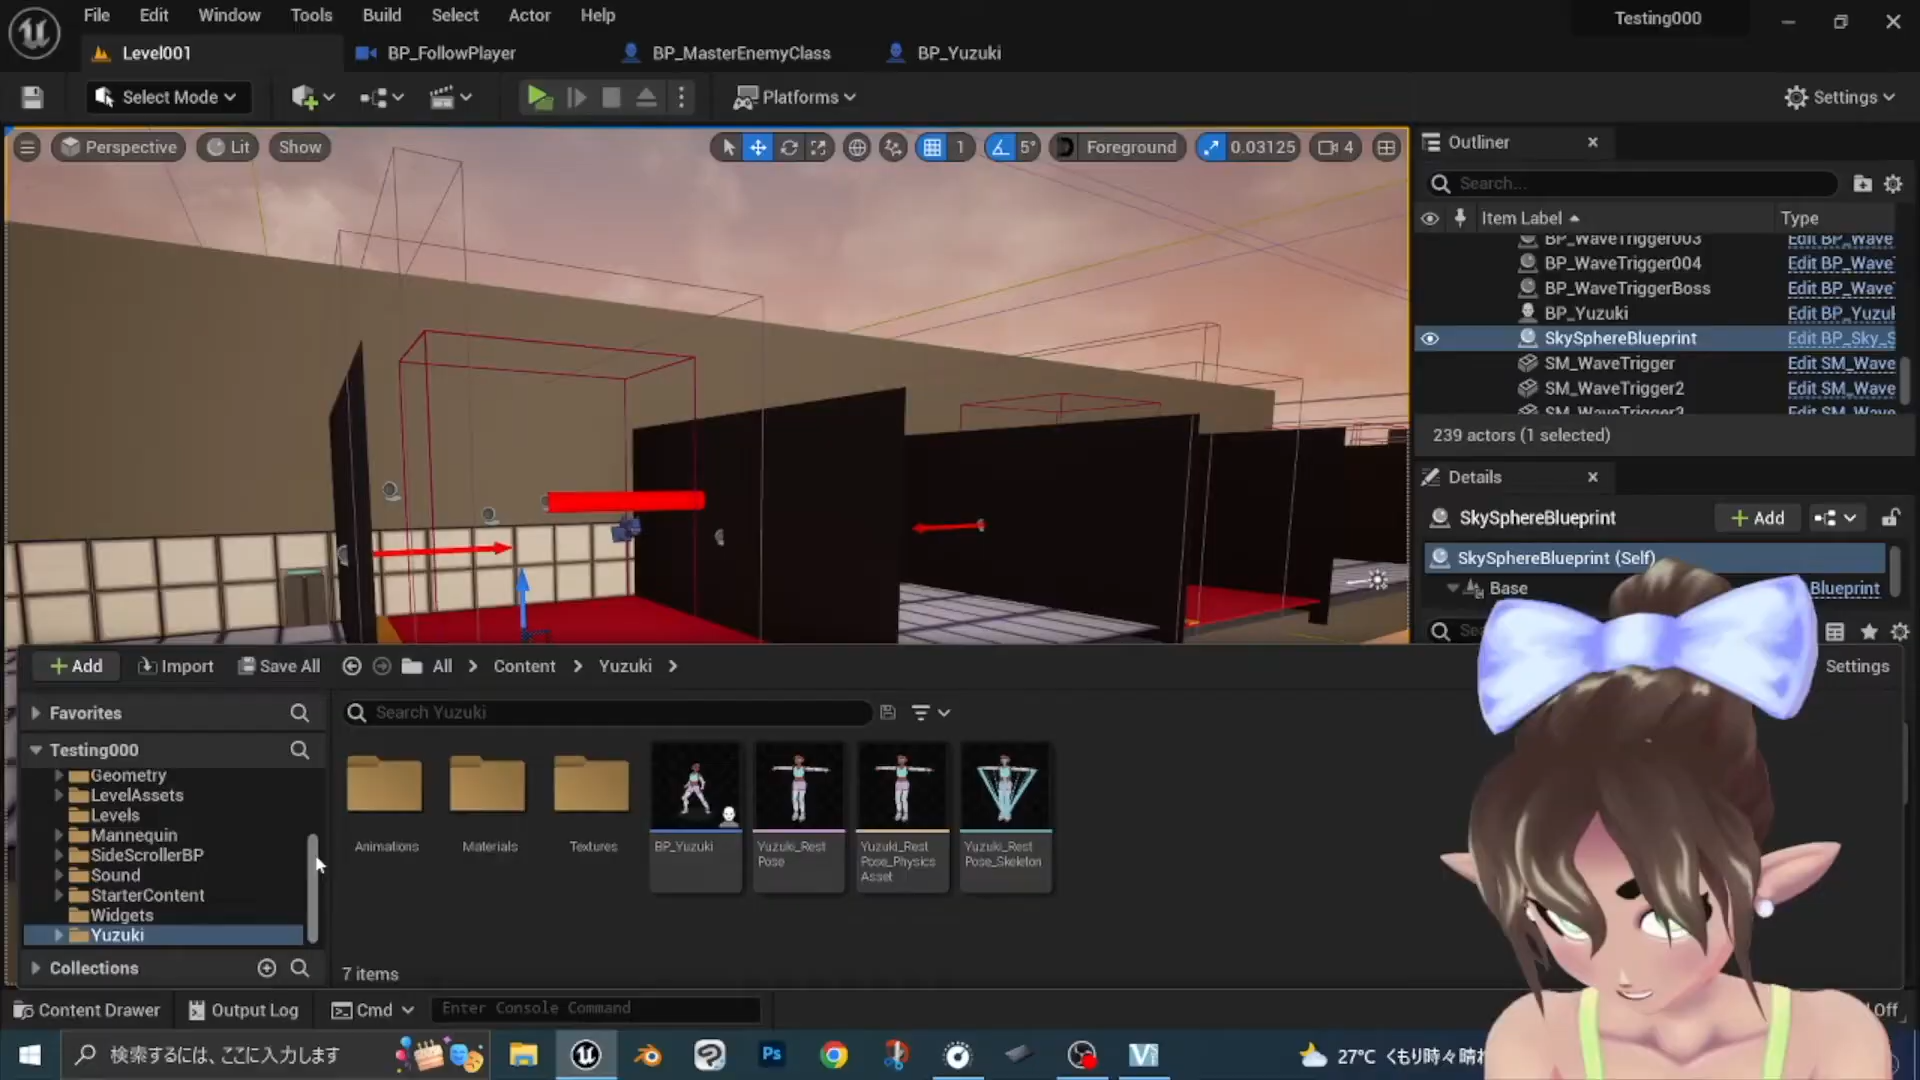 File Edit Window Tools Build Select Actor Help
Testing000
Level001 BP_FollowPlayer BP_MasterEnemyClass BP_Yuzuki
Select Mode Platforms Settings
Perspective Lit Show 1 5° Foreground 0.03125 4
Outliner
Search...
Item Label Type
BP_WaveTrigger003 Edit BP_Wave
BP_WaveTrigger004 Edit BP_Wave
BP_WaveTriggerBoss Edit BP_Wave
BP_Yuzuki Edit BP_Yuzuk
SkySphereBlueprint Edit BP_Sky_S
SM_WaveTrigger Edit SM_Wave
SM_WaveTrigger2 Edit SM_Wave
SM_WaveTrigger3 Edit SM_Wave
239 actors (1 selected)
Details
SkySphereBlueprint Add
SkySphereBlueprint (Self)
Base Blueprint
Sea
Add Import Save All All Content Yuzuki Settings
Favorites Search Yuzuki
Testing000
Geometry
LevelAssets
Levels
Mannequin
SideScrollerBP
Sound
StarterContent
Widgets
Yuzuki
Collections
Animations
Materials
Textures
BP_Yuzuki
Yuzuki_Rest
Pose
Yuzuki_Rest
Pose_Physics
Asset
Yuzuki_Rest
Pose_Skeleton
7 items
Content Drawer Output Log Cmd Enter Console Command Off
検索するには、ここに入力します Ps 27°C くもり時々晴れ